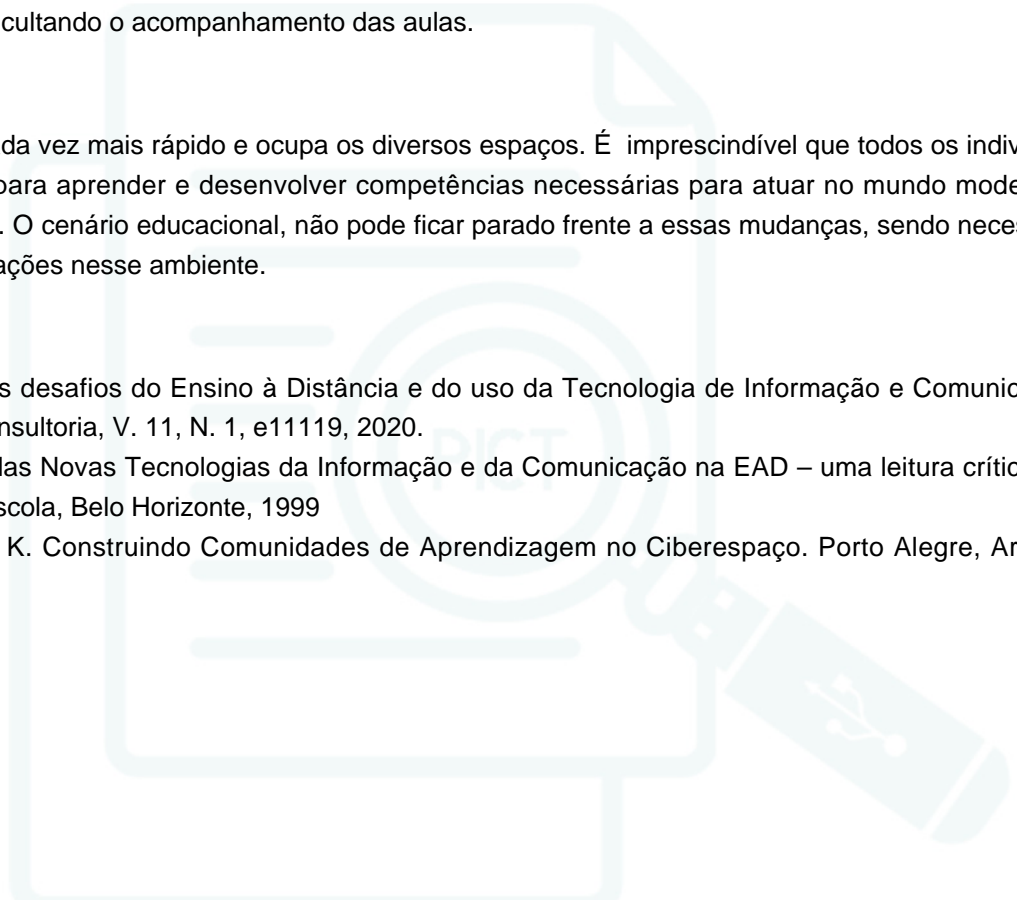 cultando o acompanhamento das aulas.
da vez mais rápido e ocupa os diversos espaços. É  imprescindível que todos os indiv
para aprender e desenvolver competências necessárias para atuar no mundo mode
. O cenário educacional, não pode ficar parado frente a essas mudanças, sendo neces
ações nesse ambiente.
s desafios do Ensino à Distância e do uso da Tecnologia de Informação e Comunic
nsultoria, V. 11, N. 1, e11119, 2020.
das Novas Tecnologias da Informação e da Comunicação na EAD – uma leitura crític
scola, Belo Horizonte, 1999
K. Construindo Comunidades de Aprendizagem no Ciberespaço. Porto Alegre, Ar
PICT